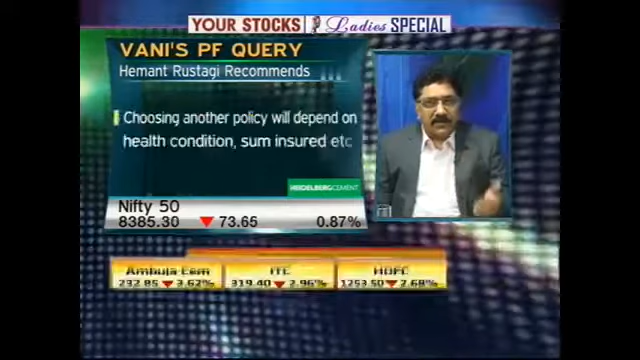 YOUR STOCKS Ladies SPECIAL
VANI'S PF QUERY
Hemant Rustagi Recommends
Choosing another policy will depend on
health condition, sum insured etc
HEIDELBERGCEMENT
Nifty 50
8385.30 ▼ 73.65 0.87%
Ambuja Cem ITC HDFC
232.85 ▼ 3.62% 319.40 ▼ 2.96% 1253.50 ▼ 2.68%